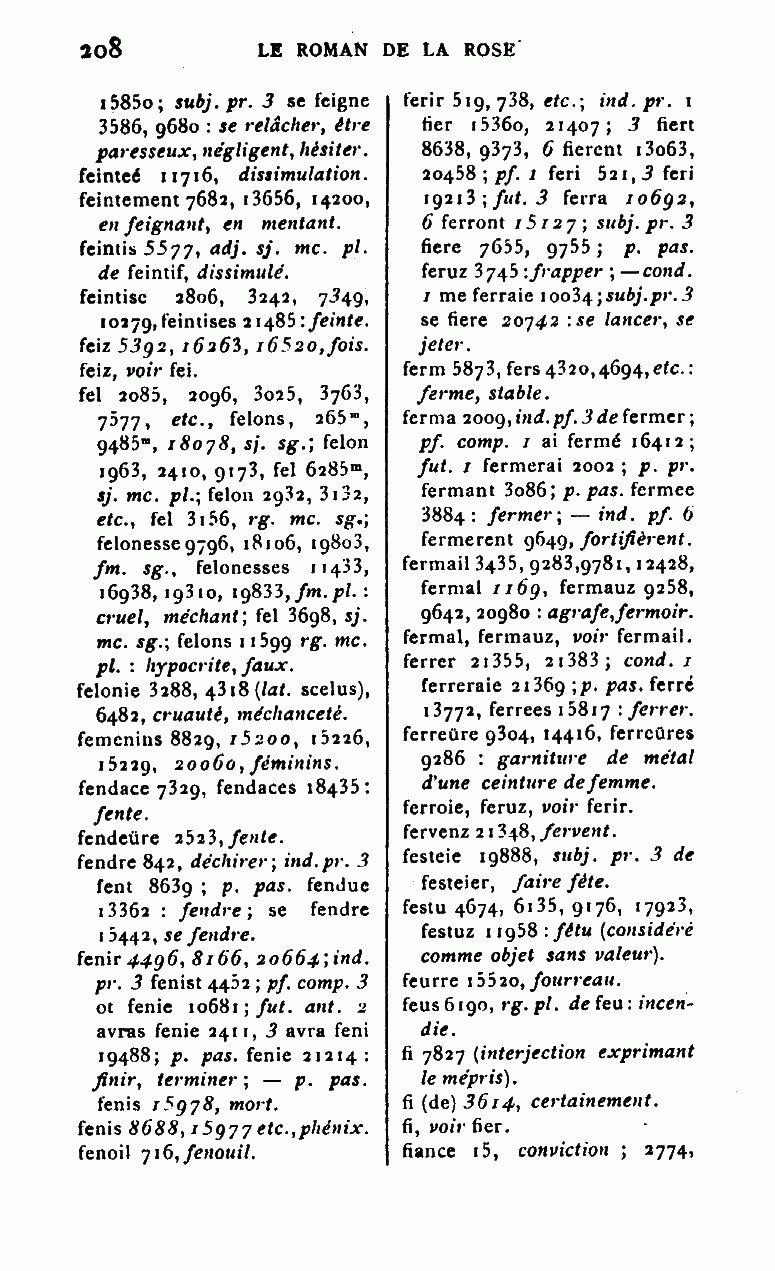 208 LE ROMAN DE LA ROSE
15850; subj. pr. 3 se feigne
3586, 9680 : se relâcher, être
paresseux, négligent, hésiter.
feinteé 11716, dissimulation.
feintement 7682, 13656, 14200,
en feignant, en mentant.
feintis 5577, adj. sj. mc. pl.
de feintif, dissimulé.
feintise 2806, 3242, 7349,
10279, feintises 21485 : feinte.
feiz 5392, 16263, 16520, fois.
feiz, voir fei.
fel 2085, 2096, 3025, 3763,
7577, etc., felons, 265ᵐ,
9485ᵐ, 18078, sj. sg.; felon
1963, 2410, 9173, fel 6285ᵐ,
sj. mc. pl.; felon 2932, 3132,
etc., fel 3156, rg. mc. sg.;
felonesse 9796, 18106, 19803,
fm. sg., felonesses 11433,
16938, 19310, 19833, fm. pl. :
cruel, méchant; fel 3698, sj.
mc. sg.; felons 11599 rg. mc.
pl. : hypocrite, faux.
felonie 3288, 4318 (lat. scelus),
6482, cruauté, méchanceté.
femenins 8829, 15200, 15226,
15229, 20060, féminins.
fendace 7329, fendaces 18435 :
fente.
fendeüre 2523, fente.
fendre 842, déchirer; ind. pr. 3
fent 8639 ; p. pas. fendue
13362 : fendre; se fendre
15442, se fendre.
fenir 4496, 8166, 20664; ind.
pr. 3 fenist 4452 ; pf. comp. 3
ot fenie 10681 ; fut. ant. 2
avras fenie 2411, 3 avra feni
19488; p. pas. fenie 21214 :
finir, terminer ; — p. pas.
fenis 15978, mort.
fenis 8688, 15977 etc., phénix.
fenoil 716, fenouil.
ferir 519, 738, etc.; ind. pr. 1
fier 15360, 21407 ; 3 fiert
8638, 9373, 6 fierent 13063,
20458 ; pf. 1 feri 521, 3 feri
19213 ; fut. 3 ferra 10692,
6 ferront 15127 ; subj. pr. 3
fiere 7655, 9755 ; p. pas.
feruz 3745 : frapper ; — cond.
1 me ferraie 10034 ; subj. pr. 3
se fiere 20742 : se lancer, se
jeter.
ferm 5873, fers 4320, 4694, etc. :
ferme, stable.
ferma 2009, ind. pf. 3 de fermer ;
pf. comp. 1 ai fermé 16412 ;
fut. 1 fermerai 2002 ; p. pr.
fermant 3086 ; p. pas. fermee
3884 : fermer ; — ind. pf. 6
fermerent 9649, fortifièrent.
fermail 3435, 9283, 9781, 12428,
fermal 1169, fermauz 9258,
9642, 20980 : agrafe, fermoir.
fermal, fermauz, voir fermail.
ferrer 21355, 21383 ; cond. 1
ferreraie 21369 ; p. pas. ferré
13772, ferrees 15817 : ferrer.
ferreüre 9304, 14416, ferreüres
9286 : garniture de métal
d'une ceinture de femme.
ferroie, feruz, voir ferir.
fervenz 21348, fervent.
festeie 19888, subj. pr. 3 de
festeier, faire fête.
festu 4674, 6135, 9176, 17923,
festuz 11958 : fétu (considéré
comme objet sans valeur).
feurre 15520, fourreau.
feus 6190, rg. pl. de feu : incen-
die.
fi 7827 (interjection exprimant
le mépris).
fi (de) 3614, certainement.
fi, voir fier.
fiance 15, conviction ; 2774,